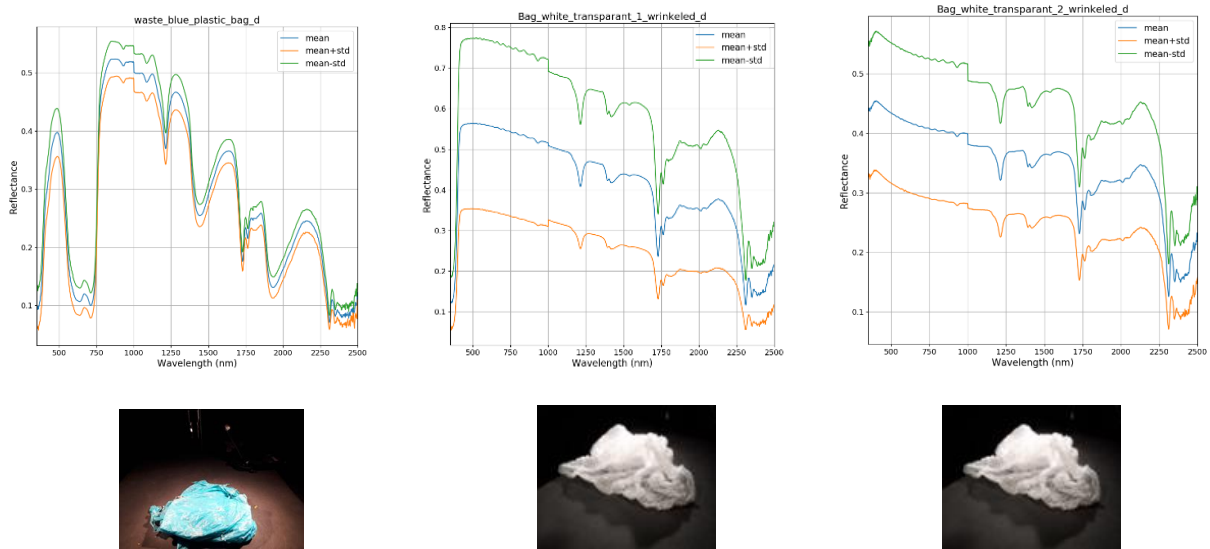 waste_blue_plastic_bag_d
mean
mean+std
mean-std
Reflectance
0.5
0.4
0.3
0.2
0.1
500
750
1000
1250
1500
1750
2000
2250
2500
Wavelength (nm)
Bag_white_transparant_1_wrinkeled_d
mean
mean+std
mean-std
Reflectance
0.8
0.7
0.6
0.5
0.4
0.3
0.2
0.1
500
750
1000
1250
1500
1750
2000
2250
2500
Wavelength (nm)
Bag_white_transparant_2_wrinkeled_d
mean
mean+std
mean-std
Reflectance
0.5
0.4
0.3
0.2
0.1
500
750
1000
1250
1500
1750
2000
2250
2500
Wavelength (nm)